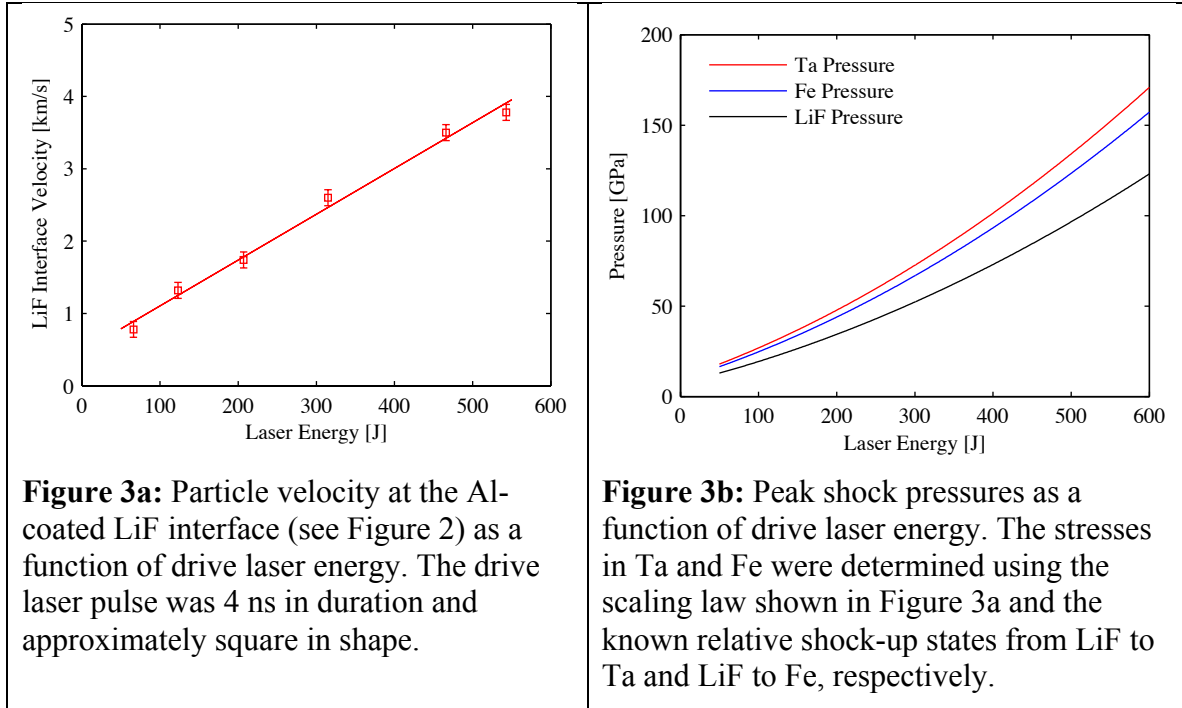 5
4
3
2
1
0
0 100 200 300 400 500 600
LiF Interface Velocity [km/s]
Laser Energy [J]
Figure 3a: Particle velocity at the Al-
coated LiF interface (see Figure 2) as a
function of drive laser energy. The drive
laser pulse was 4 ns in duration and
approximately square in shape.
200
150
100
50
0
0 100 200 300 400 500 600
Pressure [GPa]
Laser Energy [J]
Ta Pressure
Fe Pressure
LiF Pressure
Figure 3b: Peak shock pressures as a
function of drive laser energy. The stresses
in Ta and Fe were determined using the
scaling law shown in Figure 3a and the
known relative shock-up states from LiF to
Ta and LiF to Fe, respectively.